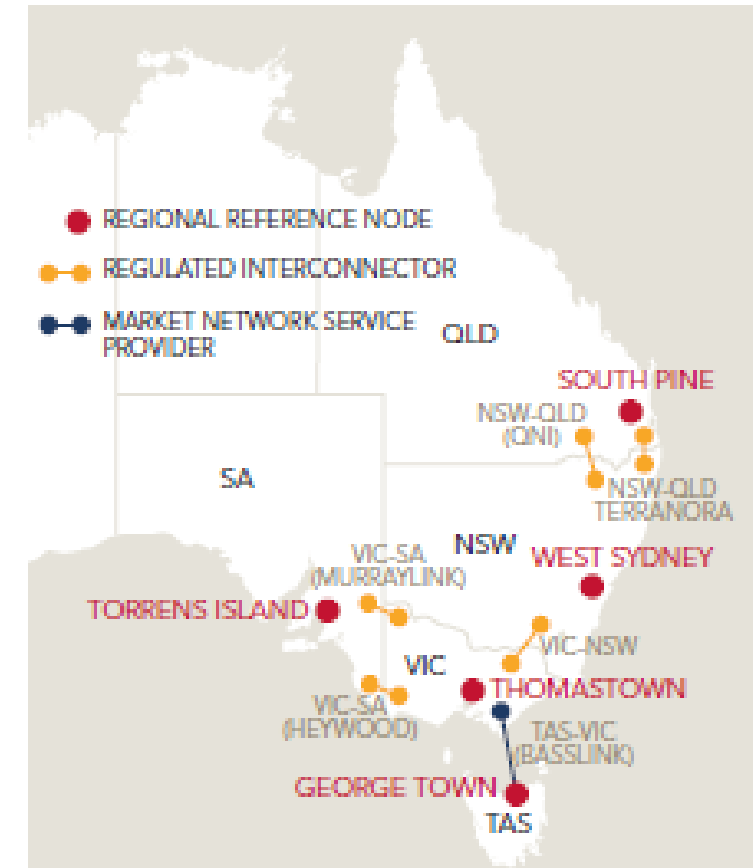 REGIONAL REFERENCE NODE
REGULATED INTERCONNECTOR
MARKET NETWORK SERVICE
PROVIDER
QLD
SOUTH PINE
NSW-QLD
(QNI)
SA
NSW-QLD
TERRANORA
NSW
VIC-SA
(MURRAYLINK)
WEST SYDNEY
TORRENS ISLAND
VIC-NSW
VIC
THOMASTOWN
VIC-SA
(HEYWOOD)
TAS-VIC
(BASSLINK)
GEORGE TOWN
TAS